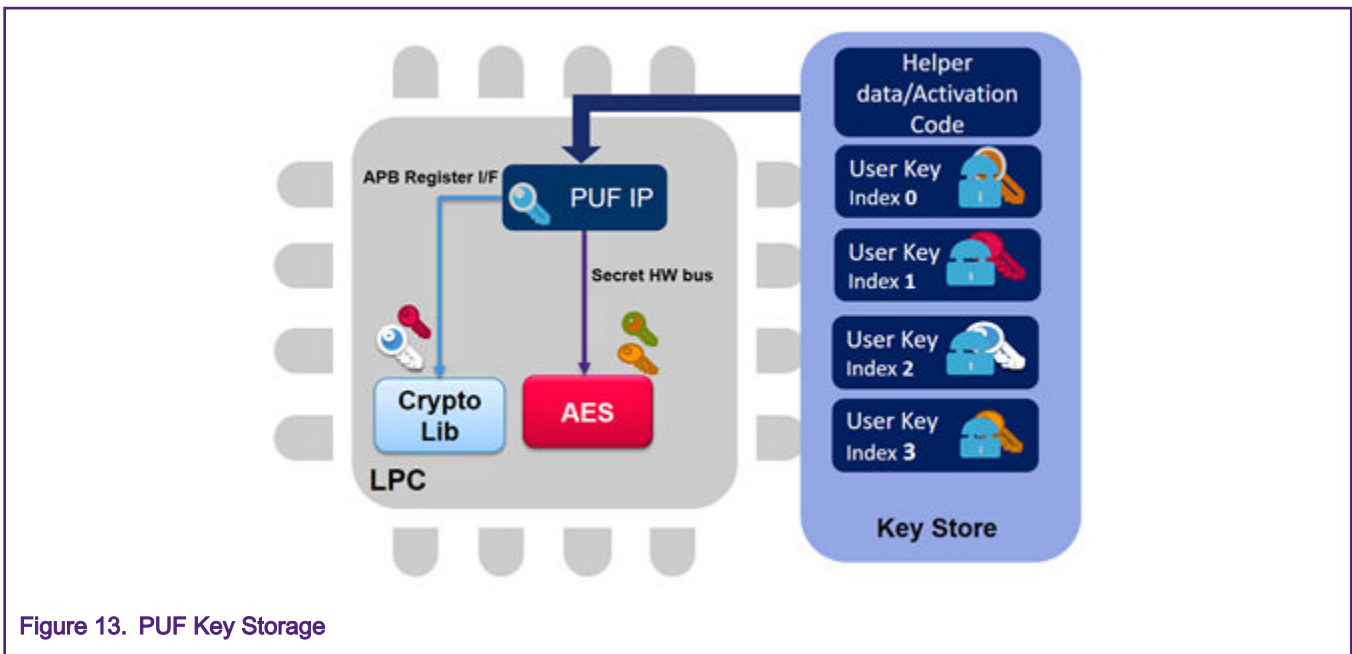 APB Register I/F
PUF IP
Secret HW bus
Crypto
Lib
AES
LPC
Helper
data/Activation
Code
User Key
Index 0
User Key
Index 1
User Key
Index 2
User Key
Index 3
Key Store
Figure 13. PUF Key Storage